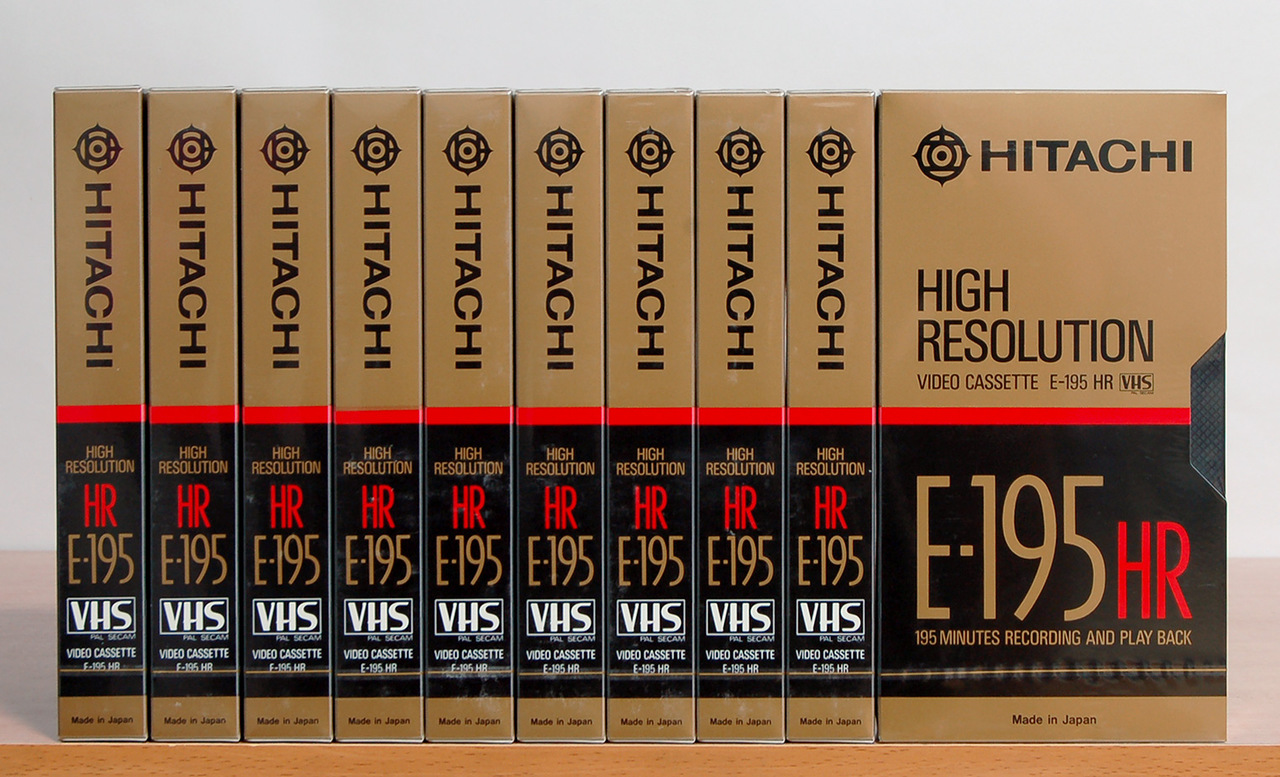 HITACHI
HIGH
RESOLUTION
HR
E-195
VHS
PAL SECAM
VIDEO CASSETTE
E-195 HR
Made in Japan
HITACHI
HIGH
RESOLUTION
HR
E-195
VHS
PAL SECAM
VIDEO CASSETTE
E-195 HR
Made in Japan
HITACHI
HIGH
RESOLUTION
HR
E-195
VHS
PAL SECAM
VIDEO CASSETTE
E-195 HR
Made in Japan
HITACHI
HIGH
RESOLUTION
HR
E-195
VHS
PAL SECAM
VIDEO CASSETTE
E-195 HR
Made in Japan
HITACHI
HIGH
RESOLUTION
HR
E-195
VHS
PAL SECAM
VIDEO CASSETTE
E-195 HR
Made in Japan
HITACHI
HIGH
RESOLUTION
HR
E-195
VHS
PAL SECAM
VIDEO CASSETTE
E-195 HR
Made in Japan
HITACHI
HIGH
RESOLUTION
HR
E-195
VHS
PAL SECAM
VIDEO CASSETTE
E-195 HR
Made in Japan
HITACHI
HIGH
RESOLUTION
HR
E-195
VHS
PAL SECAM
VIDEO CASSETTE
E-195 HR
Made in Japan
HITACHI
HIGH
RESOLUTION
HR
E-195
VHS
PAL SECAM
VIDEO CASSETTE
E-195 HR
Made in Japan
HITACHI
HIGH
RESOLUTION
VIDEO CASSETTE E-195 HR VHS
PAL SECAM
E-195 HR
195 MINUTES RECORDING AND PLAY BACK
Made in Japan